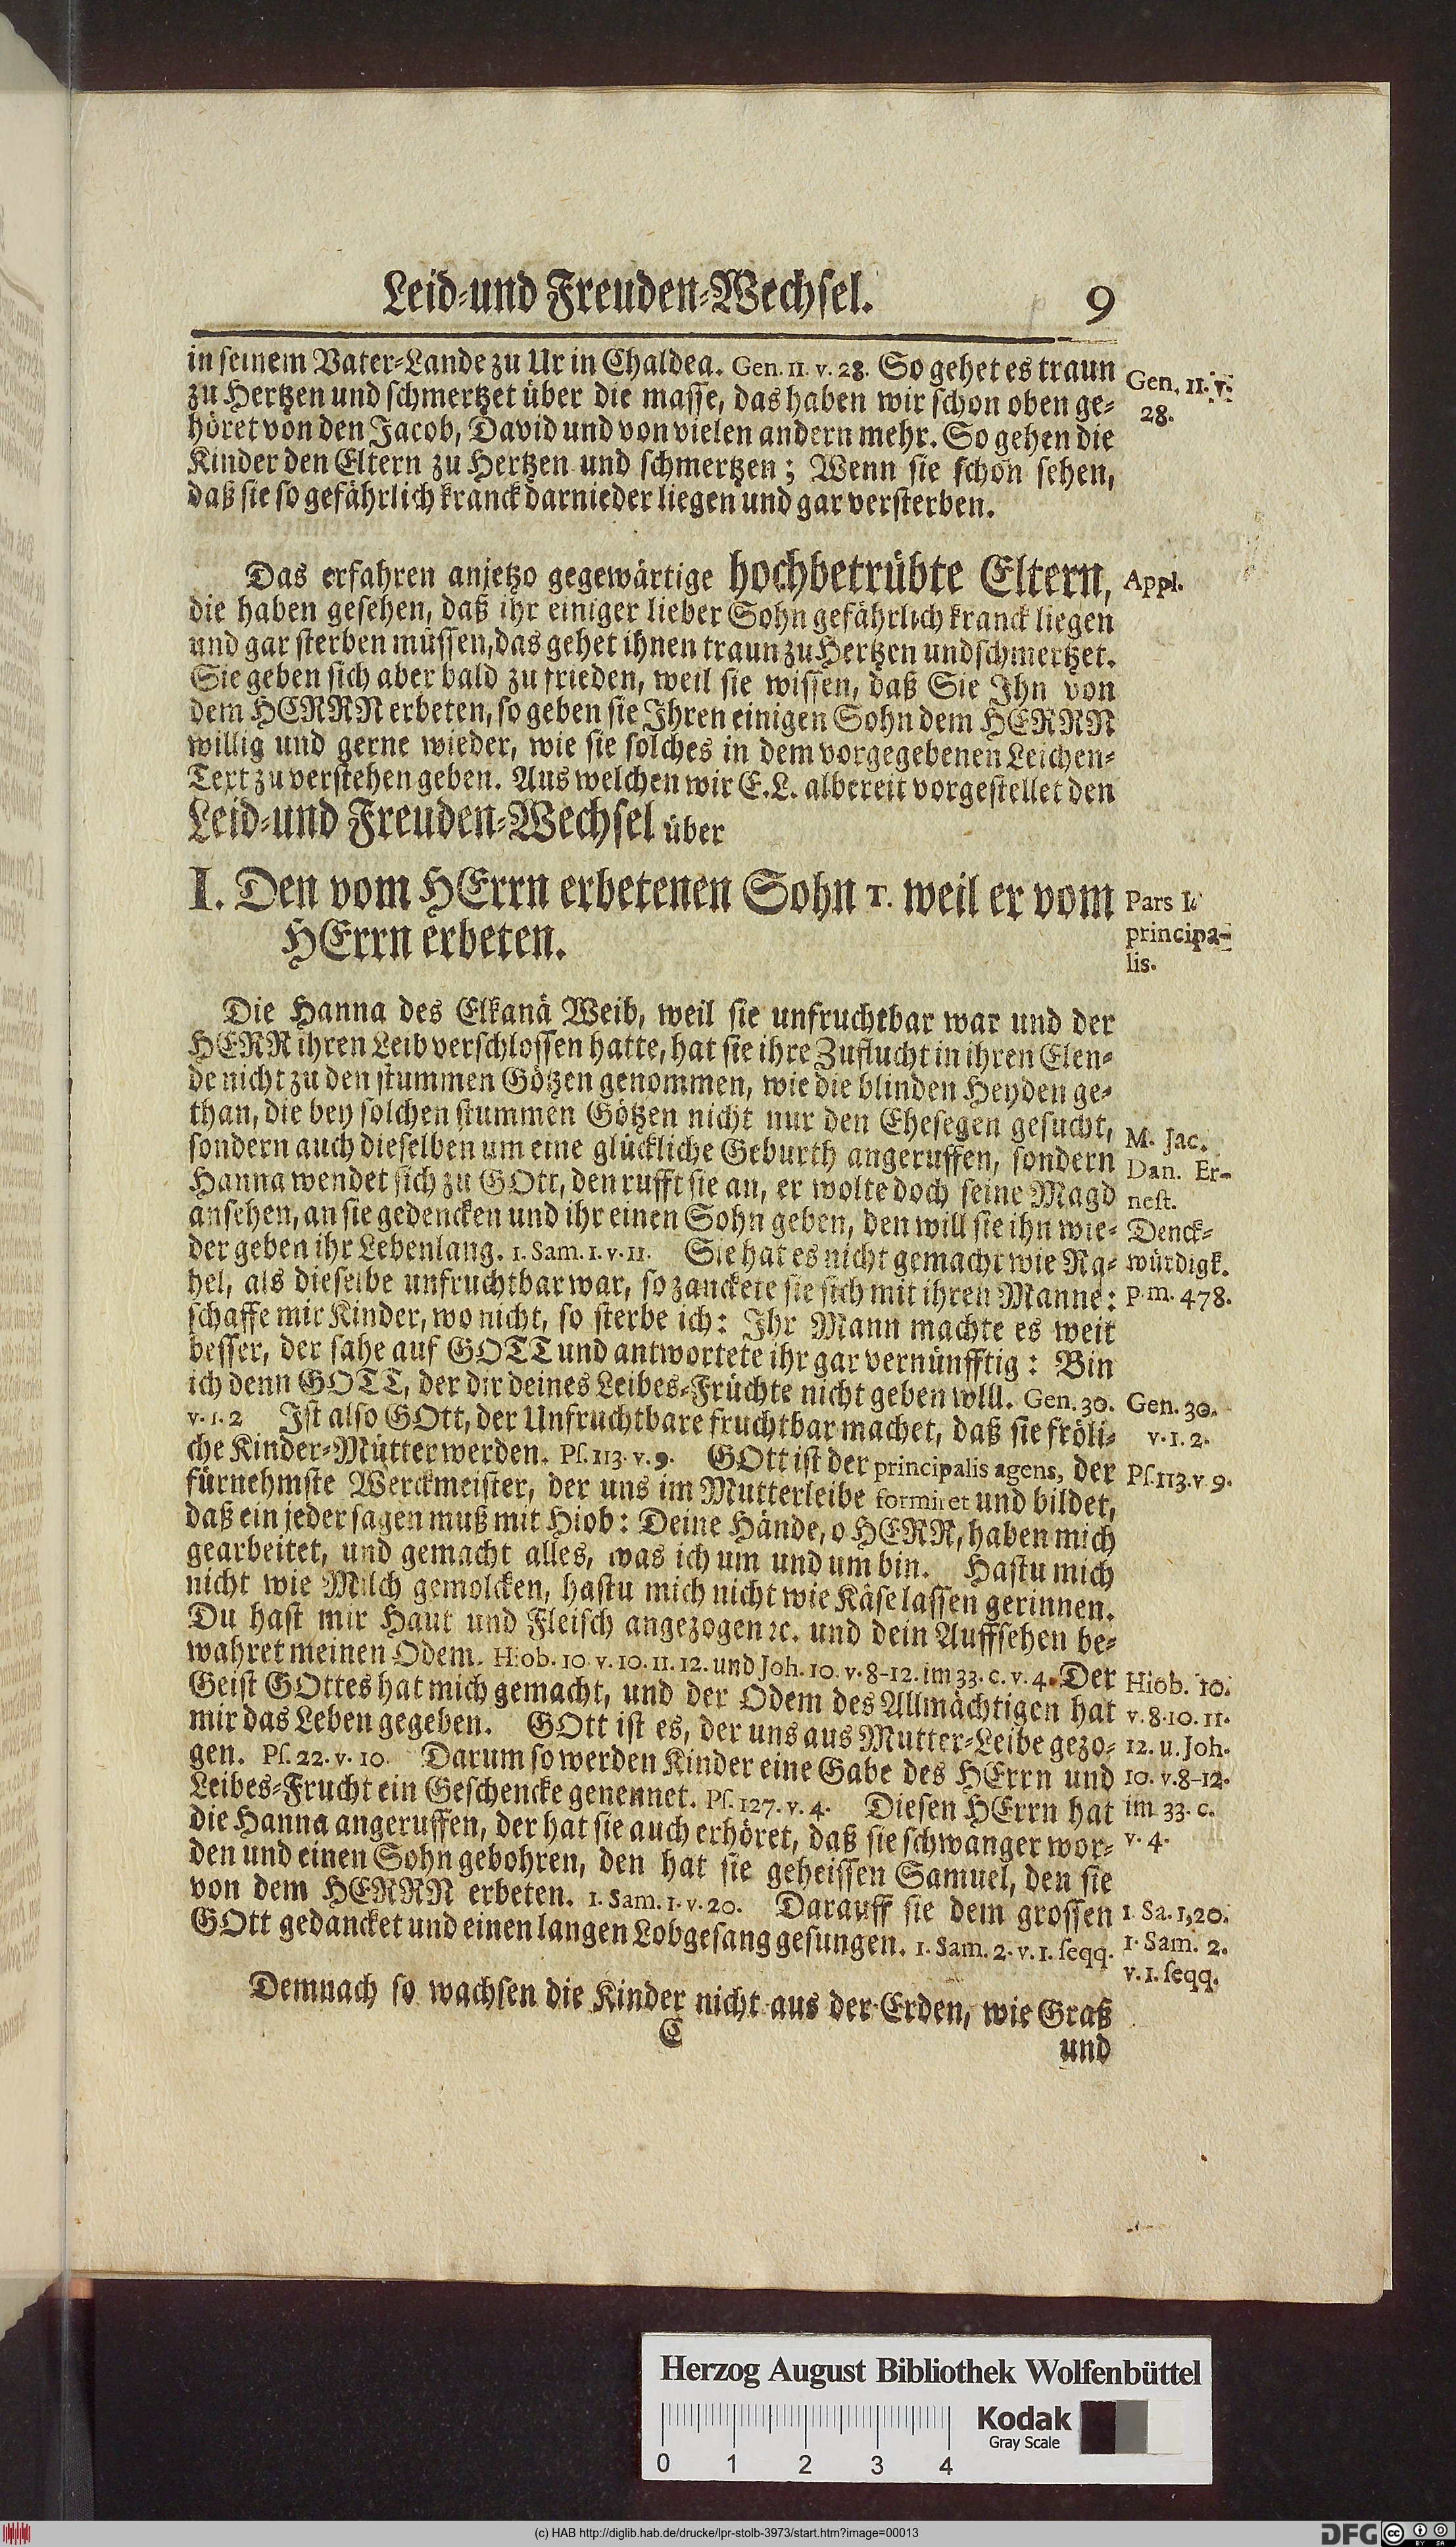 Leid-und Freuden-Wechsel. 9
in seinem Vater-Lande zu Ur in Chaldea. Gen. 11. v. 28. So gehet es traun
zu Hertzen und schmertzet über die masse, das haben wir schon oben ge-
höret von den Jacob, David und von vielen andern mehr. So gehen die
Kinder den Eltern zu Hertzen und schmertzen; Wenn sie schon sehen,
daß sie so gefährlich kranck darnieder liegen und gar versterben.
Gen. 11. v.
28.
Das erfahren anjetzo gegewärtige hochbetrübte Eltern,
die haben gesehen, daß ihr einiger lieber Sohn gefährlich kranck liegen
und gar sterben müssen, das gehet ihnen traun zu Hertzen und schmertzet.
Sie geben sich aber bald zu frieden, weil sie wissen, daß Sie Ihn von
dem HERRN erbeten, so geben sie Ihren einigen Sohn dem HERRN
willig und gerne wieder, wie sie solches in dem vorgegebenen Leichen-
Text zu verstehen geben. Aus welchen wir E. L. albereit vorgestellet den
Leid-und Freuden-Wechsel über
Appl.
I. Den vom HErrn erbetenen Sohn 1. weil er vom
HErrn erbeten.
Pars I.
principa-
lis.
Die Hanna des Elkanä Weib, weil sie unfruchtbar war und der
HERR ihren Leib verschlossen hatte, hat sie ihre Zuflucht in ihren Elen-
de nicht zu den stummen Götzen genommen, wie die blinden Heyden ge-
than, die bey solchen stummen Götzen nicht nur den Ehesegen gesucht,
sondern auch dieselben um eine glückliche Geburth angeruffen, sondern
Hanna wendet sich zu GOtt, den rufft sie an, er wolte doch seine Magd
ansehen, an sie gedencken und ihr einen Sohn geben, den will sie ihn wie-
der geben ihr Lebenlang. 1. Sam. 1. v. 11. Sie hat es nicht gemacht wie Ra-
hel, als dieselbe unfruchtbar war, so zanckete sie sich mit ihren Manne:
schaffe mir Kinder, wo nicht, so sterbe ich: Ihr Mann machte es weit
besser, der sahe auf GOTT und antwortete ihr gar vernünfftig: Bin
ich denn GOTT, der dir deines Leibes-Früchte nicht geben wlll. Gen. 30.
v. 1. 2 Ist also GOtt, der Unfruchtbare fruchtbar machet, daß sie fröli-
che Kinder-Mütter werden. Ps. 113. v. 9. GOtt ist der principalis agens, der
fürnehmste Werckmeister, der uns im Mutterleibe formiret und bildet,
daß ein jeder sagen muß mit Hiob: Deine Hände, o HERR, haben mich
gearbeitet, und gemacht alles, was ich um und um bin. Hastu mich
nicht wie Milch gemolcken, hastu mich nicht wie Käse lassen gerinnen.
Du hast mir Haut und Fleisch angezogen ꝛc. und dein Auffsehen be-
wahret meinen Odem. Hiob. 10. v. 10. 11. 12. und Joh. 10. v. 8-12. im 33. c. v. 4. Der
Geist GOttes hat mich gemacht, und der Odem des Allmächtigen hat
mir das Leben gegeben. GOtt ist es, der uns aus Mutter-Leibe gezo-
gen. Ps. 22. v. 10. Darum so werden Kinder eine Gabe des HErrn und
Leibes-Frucht ein Geschencke genennet. Ps. 127. v. 4. Diesen HErrn hat
die Hanna angeruffen, der hat sie auch erhöret, daß sie schwanger wor-
den und einen Sohn gebohren, den hat sie geheissen Samuel, den sie
von dem HERRN erbeten. 1. Sam. 1. v. 20. Darauff sie dem grossen
GOtt gedancket und einen langen Lobgesang gesungen. 1. Sam. 2. v. 1. seqq.
M. Jac.
Dan. Er-
nest.
Denck-
würdigk.
p. m. 478.
Gen. 30.
v. 1. 2.
Ps. 113. v. 9.
Hiob. 10.
v. 8. 10. 11.
12. u. Joh.
10. v. 8-12.
im 33. c.
v. 4.
1. Sa. 1, 20.
1. Sam. 2.
v. 1. seqq.
Demnach so wachsen die Kinder nicht aus der Erden, wie Graß
C und
Herzog August Bibliothek Wolfenbüttel
Kodak
Gray Scale
0 1 2 3 4
(c) HAB http://diglib.hab.de/drucke/lpr-stolb-3973/start.htm?image=00013
DFG
cc BY SA